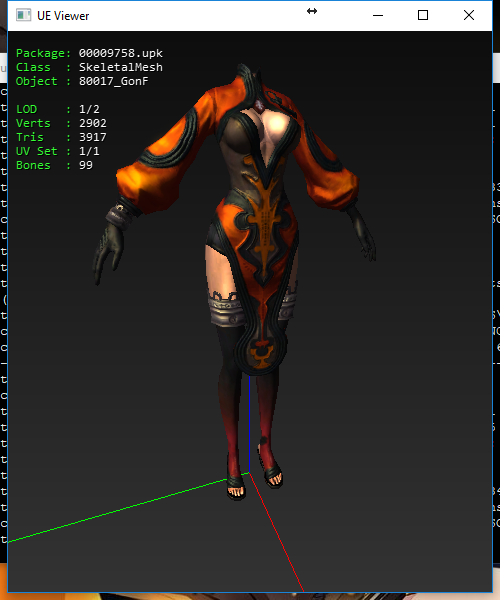 UE Viewer
Package: 00009758.upk
Class : SkeletalMesh
Object : 80017_GonF
LOD : 1/2
Verts : 2902
Tris : 3917
UV Set : 1/1
Bones : 99